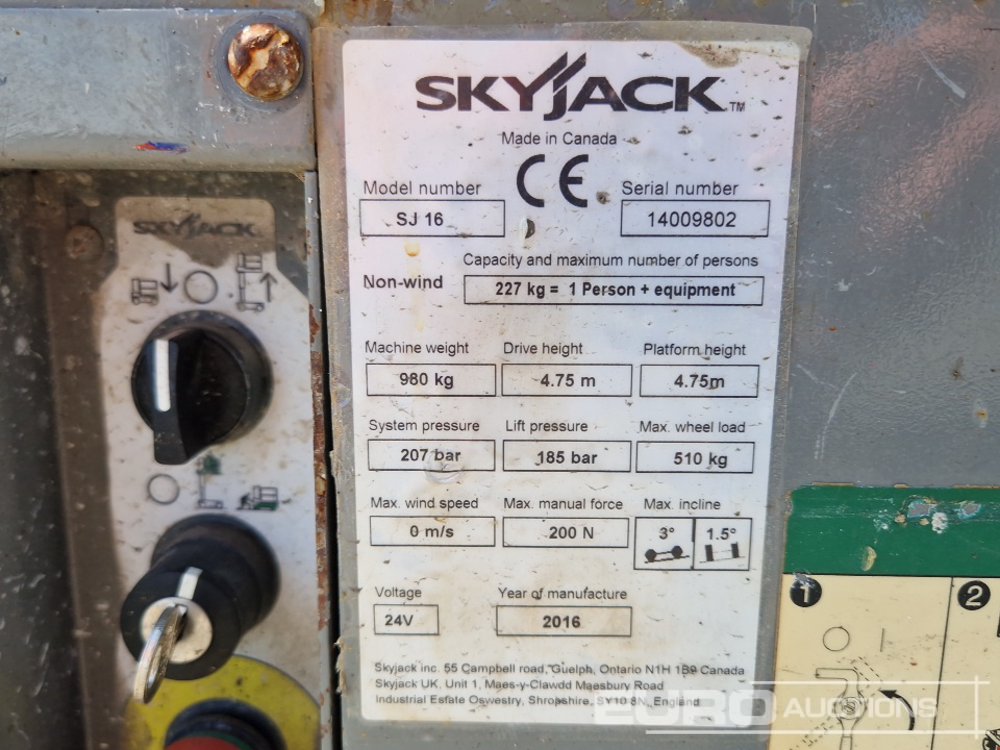 SKYJACK™
Made in Canada
CE
Model number
SJ 16
Serial number
14009802
Non-wind
Capacity and maximum number of persons
227 kg = 1 Person + equipment
Machine weight
980 kg
Drive height
4.75 m
Platform height
4.75m
System pressure
207 bar
Lift pressure
185 bar
Max. wheel load
510 kg
Max. wind speed
0 m/s
Max. manual force
200 N
Max. incline
3°
1.5°
Voltage
24V
Year of manufacture
2016
Skyjack inc. 55 Campbell road, Guelph, Ontario N1H 1B9 Canada
Skyjack UK, Unit 1, Maes-y-Clawdd Maesbury Road
Industrial Estate Oswestry, Shropshire, SY10 8N, England
SKYJACK
1
2
EURO AUCTIONS